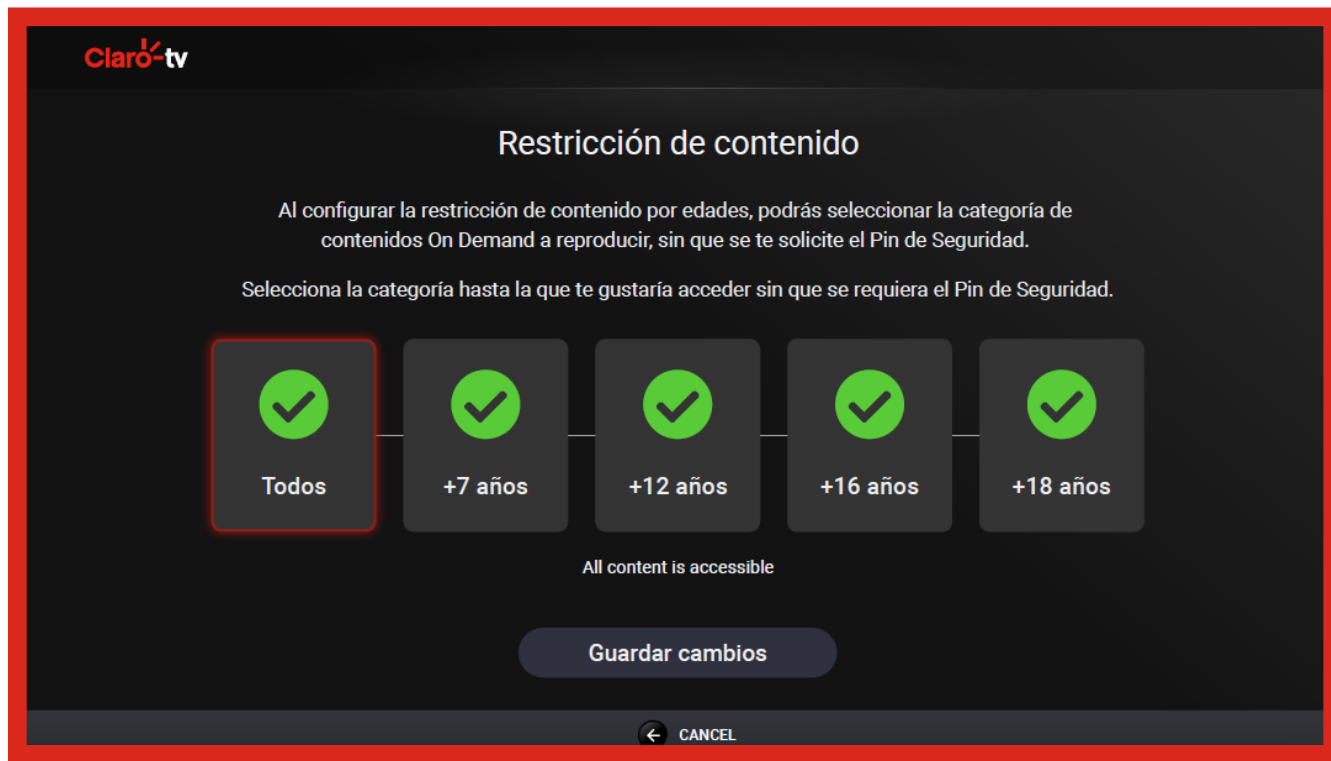 Claro-tv
Restricción de contenido
Al configurar la restricción de contenido por edades, podrás seleccionar la categoría de
contenidos On Demand a reproducir, sin que se te solicite el Pin de Seguridad.
Selecciona la categoría hasta la que te gustaría acceder sin que se requiera el Pin de Seguridad.
Todos
+7 años
+12 años
+16 años
+18 años
All content is accessible
Guardar cambios
CANCEL